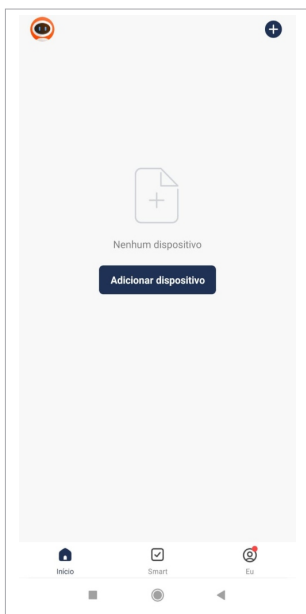 Nenhum dispositivo
Adicionar dispositivo
Início
Smart
Eu